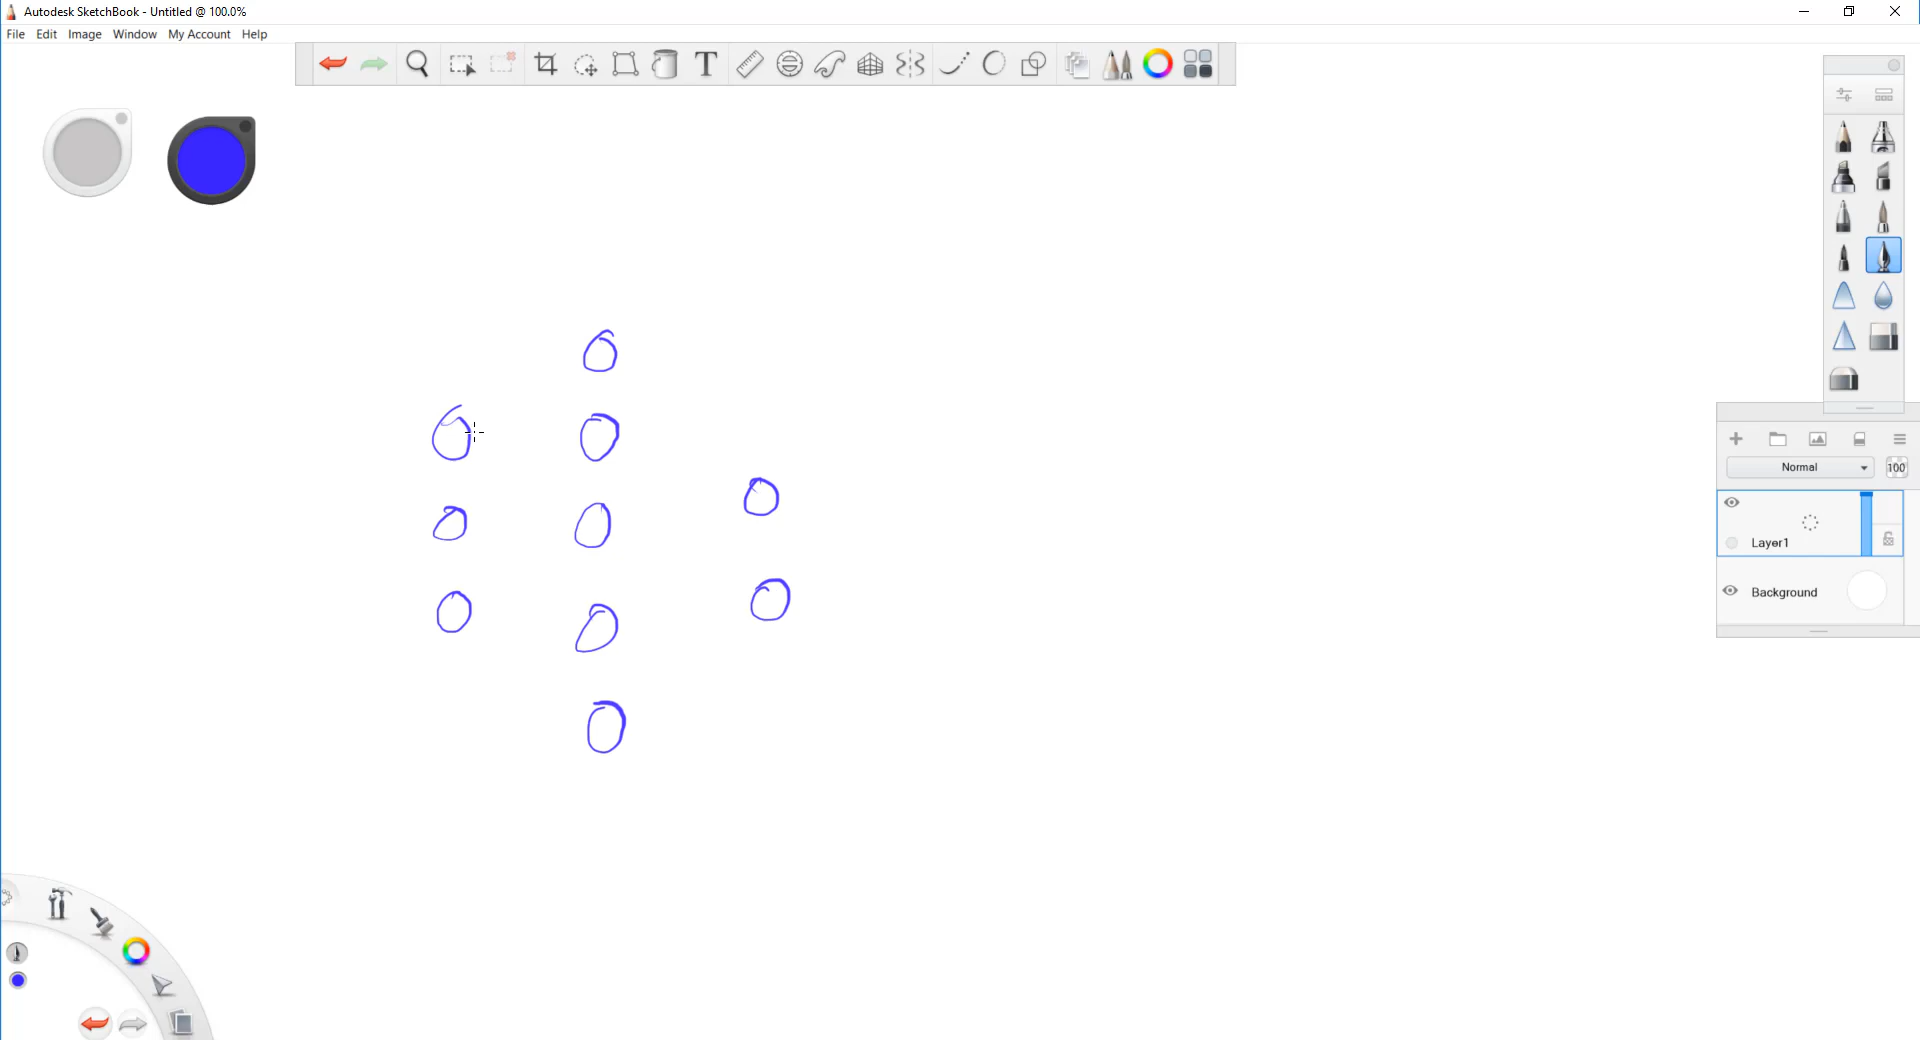 Autodesk SketchBook - Untitled @ 100.0%
File Edit Image Window My Account Help
T
Normal 100
Layer1
Background